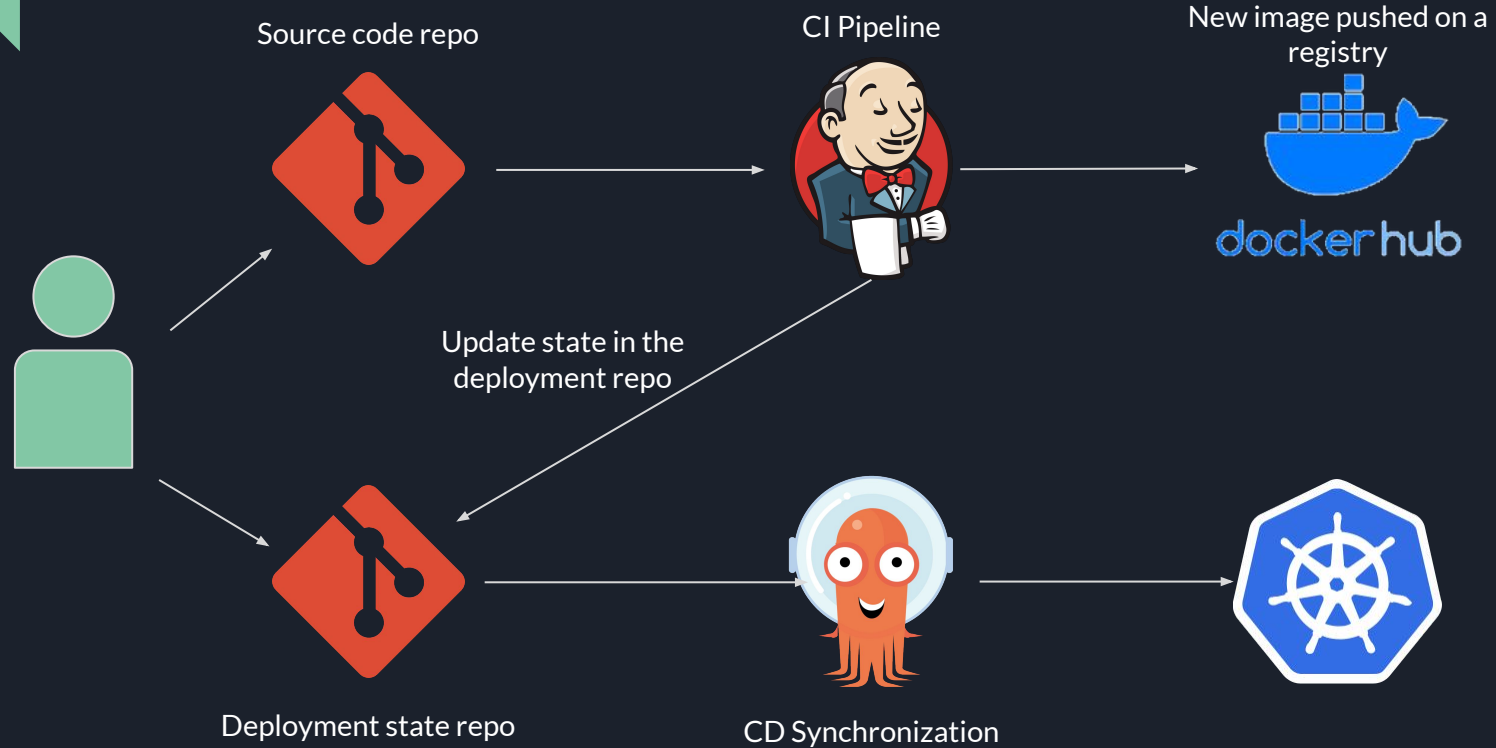 Source code repo
CI Pipeline
New image pushed on a
registry
docker hub
Update state in the
deployment repo
Deployment state repo
CD Synchronization